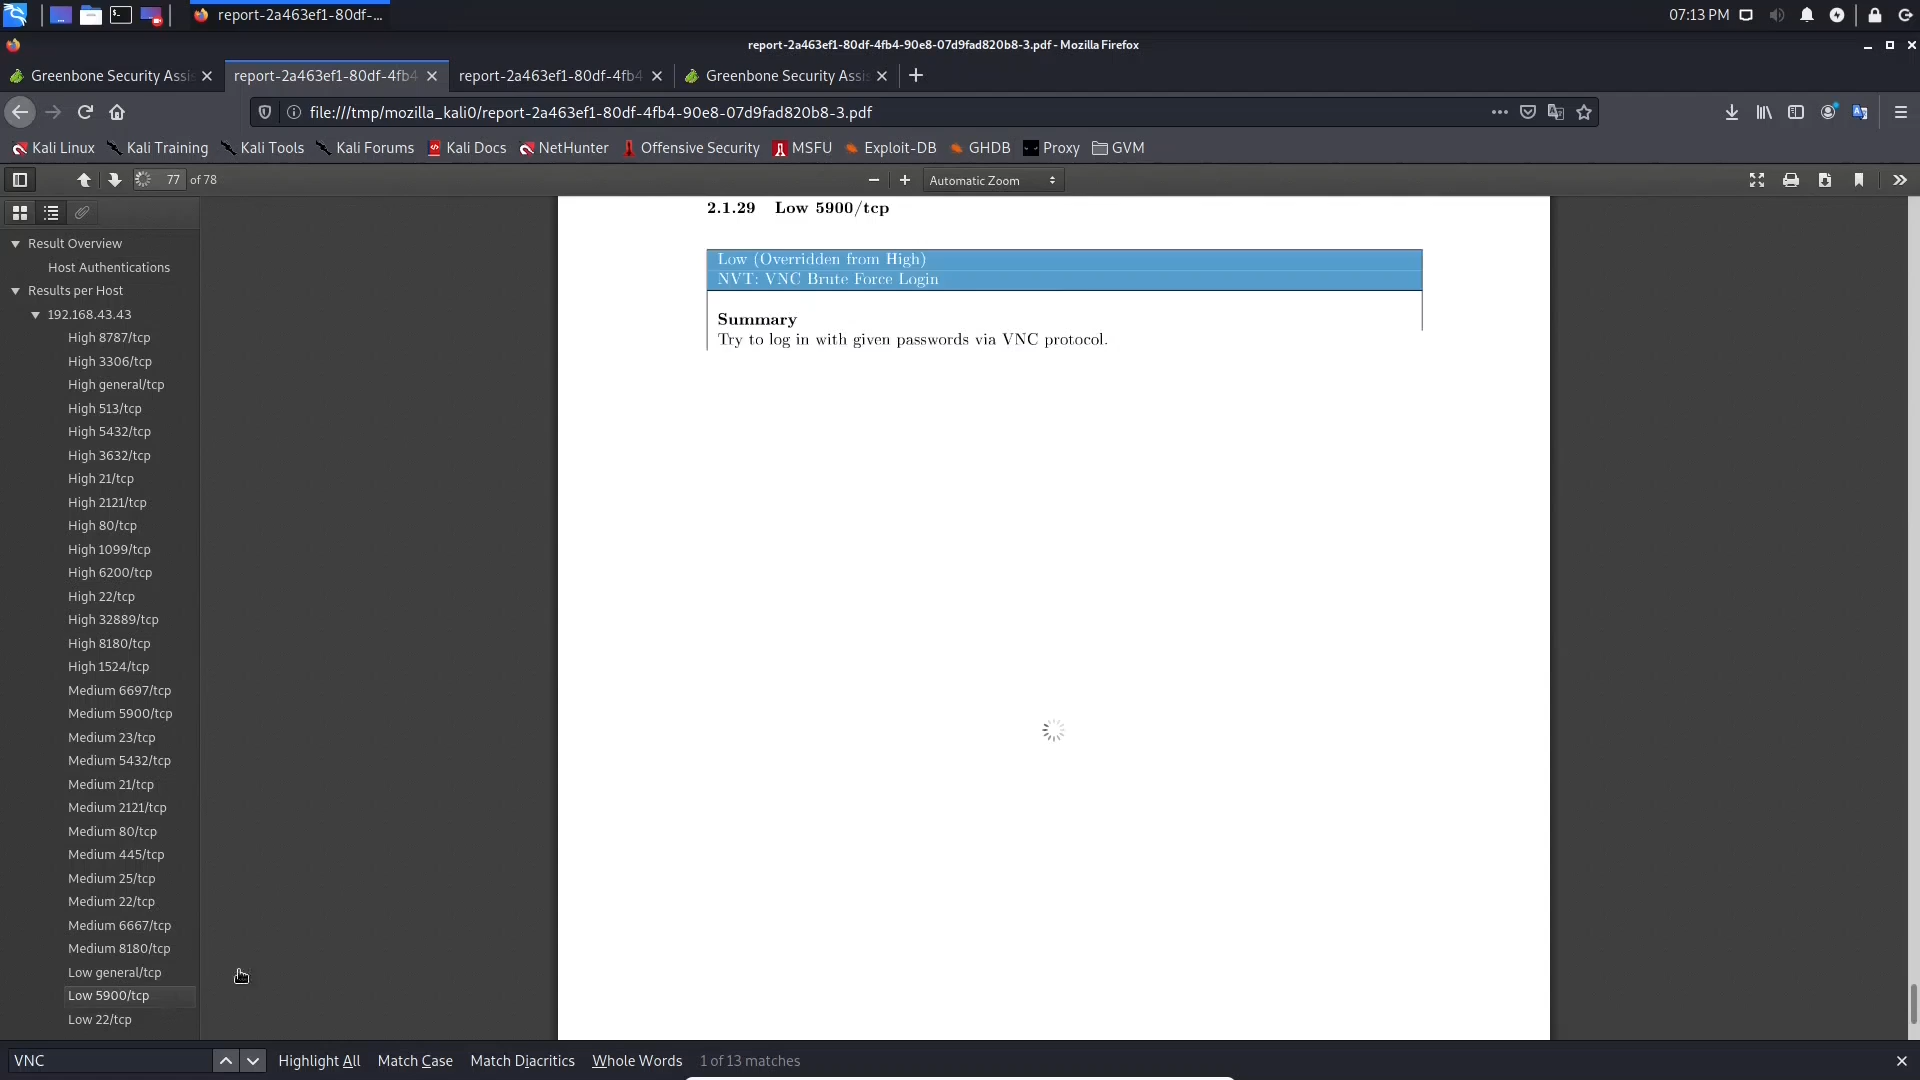 report-2a463ef1-80df-...
07:13 PM
report-2a463ef1-80df-4fb4-90e8-07d9fad820b8-3.pdf - Mozilla Firefox
Greenbone Security Assi
report-2a463ef1-80df-4fb4
report-2a463ef1-80df-4fb4
Greenbone Security Assi
file:///tmp/mozilla_kali0/report-2a463ef1-80df-4fb4-90e8-07d9fad820b8-3.pdf
Kali Linux
Kali Training
Kali Tools
Kali Forums
Kali Docs
NetHunter
Offensive Security
MSFU
Exploit-DB
GHDB
Proxy
GVM
77 of 78
Automatic Zoom
Result Overview
Host Authentications
Results per Host
192.168.43.43
High 8787/tcp
High 3306/tcp
High general/tcp
High 513/tcp
High 5432/tcp
High 3632/tcp
High 21/tcp
High 2121/tcp
High 80/tcp
High 1099/tcp
High 6200/tcp
High 22/tcp
High 32889/tcp
High 8180/tcp
High 1524/tcp
Medium 6697/tcp
Medium 5900/tcp
Medium 23/tcp
Medium 5432/tcp
Medium 21/tcp
Medium 2121/tcp
Medium 80/tcp
Medium 445/tcp
Medium 25/tcp
Medium 22/tcp
Medium 6667/tcp
Medium 8180/tcp
Low general/tcp
Low 5900/tcp
Low 22/tcp
2.1.29 Low 5900/tcp
Low (Overridden from High)
NVT: VNC Brute Force Login
Summary
Try to log in with given passwords via VNC protocol.
VNC
Highlight All
Match Case
Match Diacritics
Whole Words
1 of 13 matches